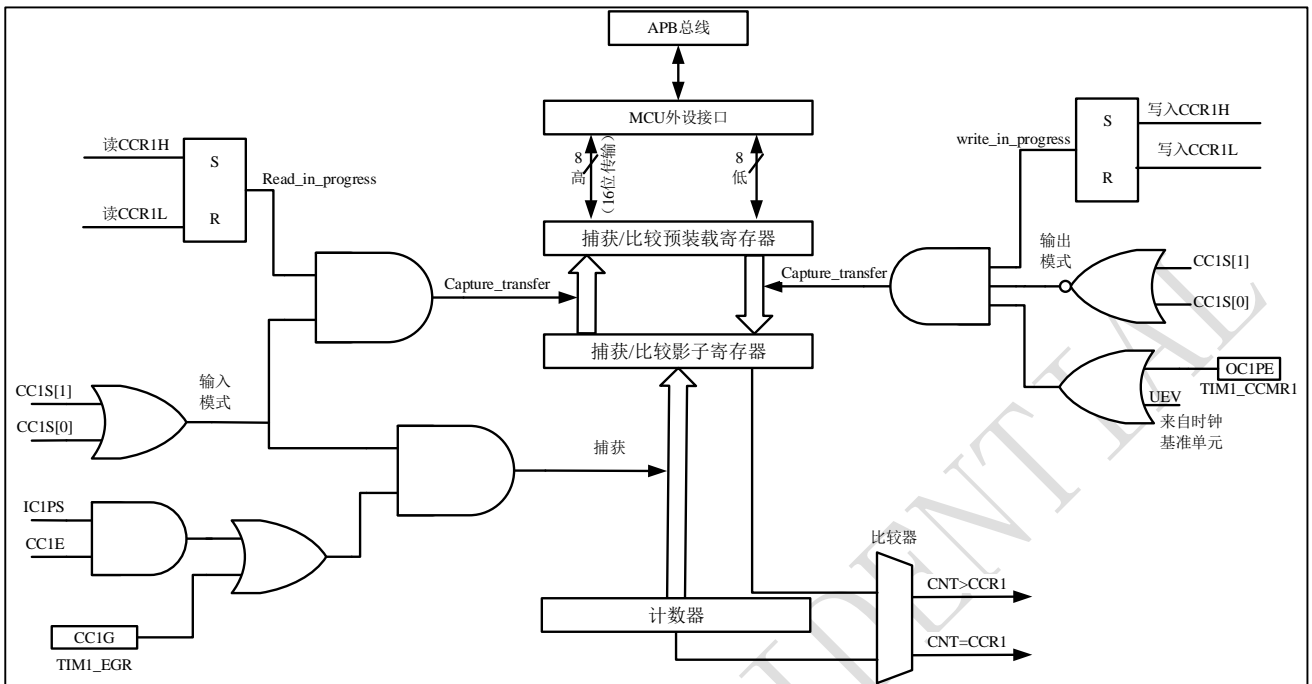 APB总线
MCU外设接口
8
高
(16位传输)
8
低
读CCR1H
读CCR1L
S
R
Read_in_progress
write_in_progress
S
R
写入CCR1H
写入CCR1L
捕获/比较预装载寄存器
Capture_transfer
Capture_transfer
输出
模式
CC1S[1]
CC1S[0]
捕获/比较影子寄存器
OC1PE
TIM1_CCMR1
UEV
来自时钟
基准单元
CC1S[1]
CC1S[0]
输入
模式
捕获
IC1PS
CC1E
CC1G
TIM1_EGR
比较器
CNT>CCR1
CNT=CCR1
计数器
IDENTIAL